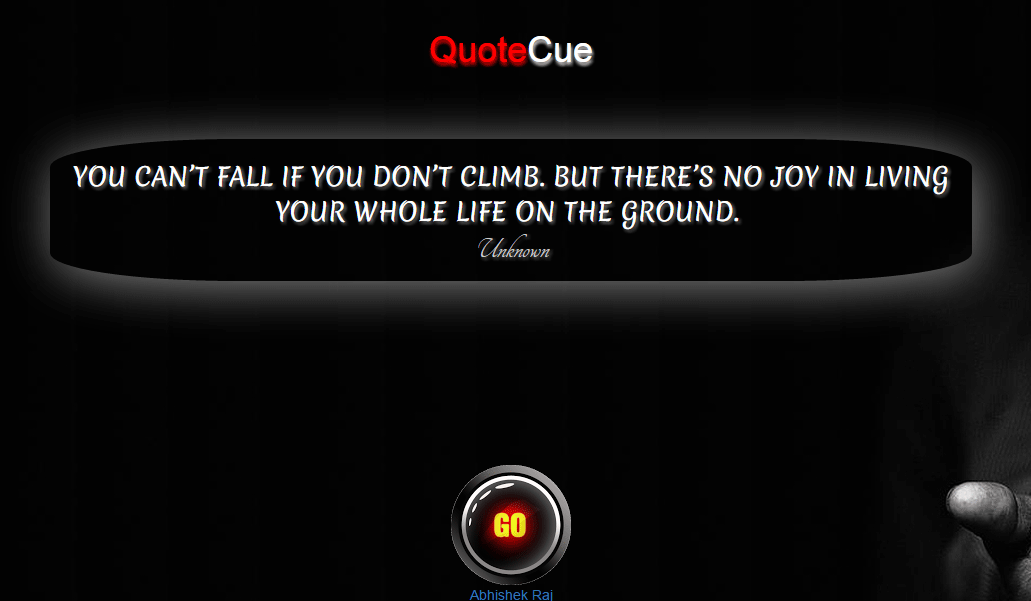 QuoteCue
YOU CAN'T FALL IF YOU DON'T CLIMB. BUT THERE'S NO JOY IN LIVING
YOUR WHOLE LIFE ON THE GROUND.
Unknown
GO
Abhishek Raj